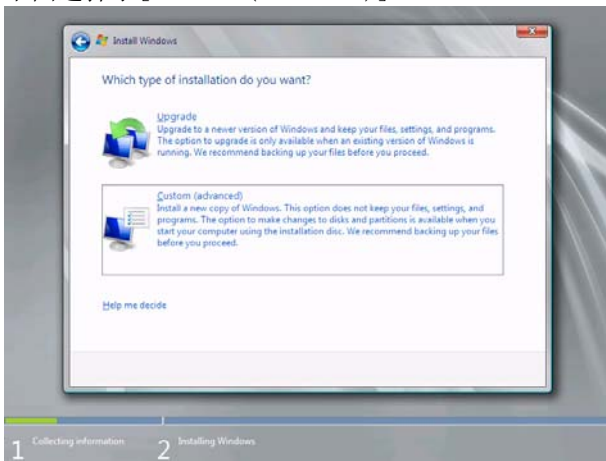 Install Windows
Which type of installation do you want?
Upgrade
Upgrade to a newer version of Windows and keep your files, settings, and programs.
The option to upgrade is only available when an existing version of Windows is
running. We recommend backing up your files before you proceed.
Custom (advanced)
Install a new copy of Windows. This option does not keep your files, settings, and
programs. The option to make changes to disks and partitions is available when you
start your computer using the installation disc. We recommend backing up your files
before you proceed.
Help me decide
1 Collecting information
2 Installing Windows